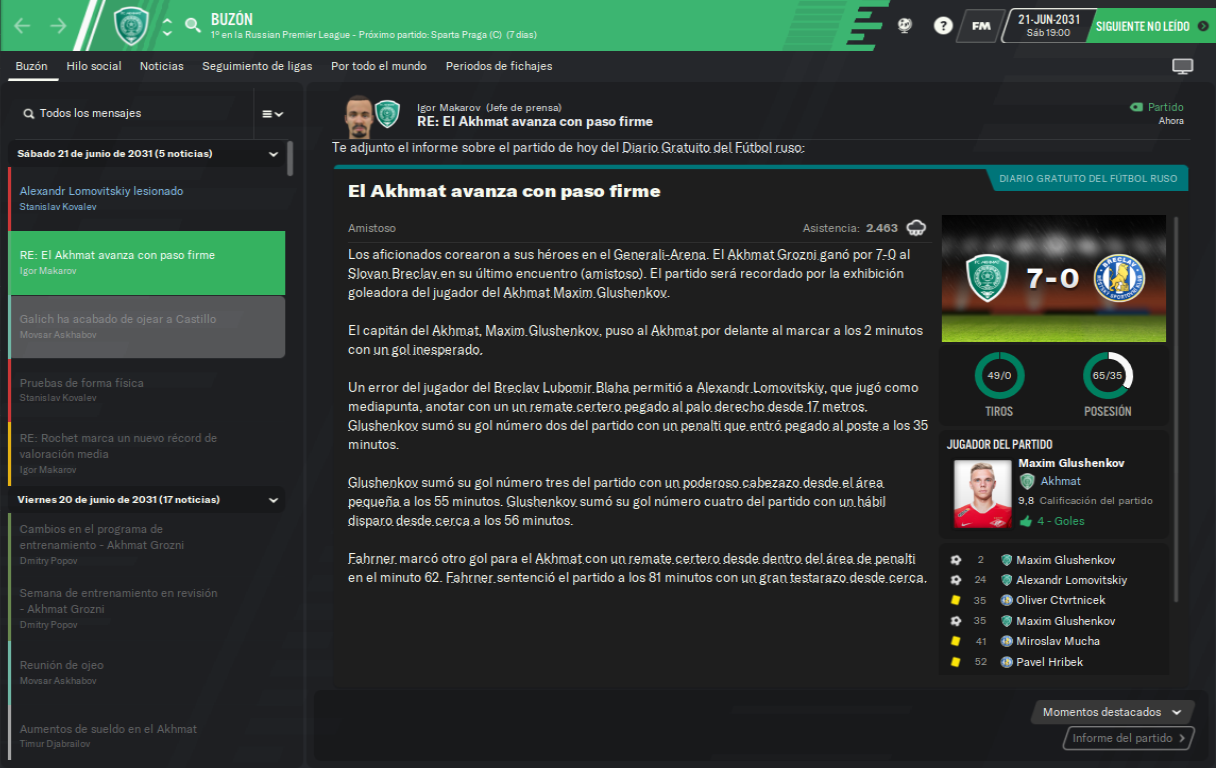 BUZÓN
1º en la Russian Premier League - Próximo partido: Sparta Praga (C) (7 días)
?
FM
21-JUN-2031
Sáb 19:00
SIGUIENTE NO LEÍDO
Buzón
Hilo social
Noticias
Seguimiento de ligas
Por todo el mundo
Periodos de fichajes
Todos los mensajes
Sábado 21 de junio de 2031 (5 noticias)
Alexandr Lomovitskiy lesionado
Stanislav Kovalev
RE: El Akhmat avanza con paso firme
Igor Makarov
Galich ha acabado de ojear a Castillo
Movsar Askhabov
Pruebas de forma física
Stanislav Kovalev
RE: Rochet marca un nuevo récord de
valoración media
Igor Makarov
Viernes 20 de junio de 2031 (17 noticias)
Cambios en el programa de
entrenamiento - Akhmat Grozni
Dmitry Popov
Semana de entrenamiento en revisión
- Akhmat Grozni
Dmitry Popov
Reunión de ojeo
Movsar Askhabov
Aumentos de sueldo en el Akhmat
Timur Djabrailov
Igor Makarov (Jefe de prensa)
RE: El Akhmat avanza con paso firme
Partido
Ahora
Te adjunto el informe sobre el partido de hoy del Diario Gratuito del Fútbol ruso:
DIARIO GRATUITO DEL FÚTBOL RUSO
El Akhmat avanza con paso firme
Amistoso
Asistencia: 2.463
Los aficionados corearon a sus héroes en el Generali-Arena. El Akhmat Grozni ganó por 7-0 al
Slovan Breclav en su último encuentro (amistoso). El partido será recordado por la exhibición
goleadora del jugador del Akhmat Maxim Glushenkov.
El capitán del Akhmat, Maxim Glushenkov, puso al Akhmat por delante al marcar a los 2 minutos
con un gol inesperado.
Un error del jugador del Breclav Lubomir Blaha permitió a Alexandr Lomovitskiy, que jugó como
mediapunta, anotar con un un remate certero pegado al palo derecho desde 17 metros.
Glushenkov sumó su gol número dos del partido con un penalti que entró pegado al poste a los 35
minutos.
Glushenkov sumó su gol número tres del partido con un poderoso cabezazo desde el área
pequeña a los 55 minutos. Glushenkov sumó su gol número cuatro del partido con un hábil
disparo desde cerca a los 56 minutos.
Fahrner marcó otro gol para el Akhmat con un remate certero desde dentro del área de penalti
en el minuto 62. Fahrner sentenció el partido a los 81 minutos con un gran testarazo desde cerca.
7-0
BRECLAV
49/0
65/35
TIROS
POSESIÓN
JUGADOR DEL PARTIDO
Maxim Glushenkov
Akhmat
9,8 Calificación del partido
4 - Goles
2 Maxim Glushenkov
24 Alexandr Lomovitskiy
35 Oliver Ctvrtnicek
35 Maxim Glushenkov
41 Miroslav Mucha
52 Pavel Hribek
Momentos destacados
Informe del partido